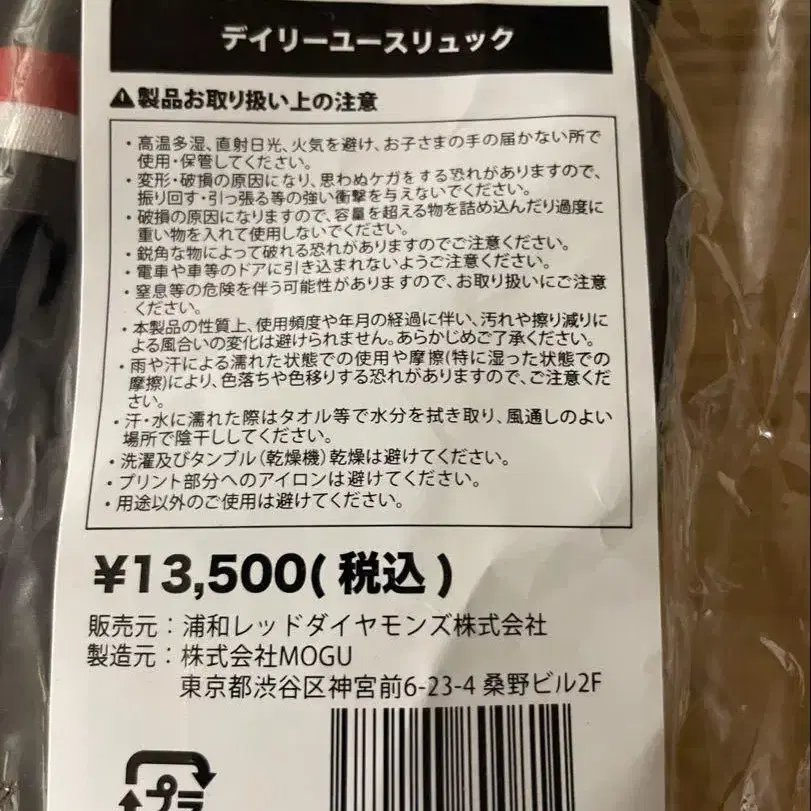 デイリーユースリュック
⚠製品お取り扱い上の注意
・高温多湿、直射日光、火気を避け、お子さまの手の届かない所で
使用・保管してください。
・変形・破損の原因になり、思わぬケガをする恐れがありますので、
振り回す・引っ張る等の強い衝撃を与えないでください。
・破損の原因になりますので、容量を超える物を詰め込んだり過度に
重い物を入れて使用しないでください。
・鋭角な物によって破れる恐れがありますのでご注意ください。
・電車や車等のドアに引き込まれないようご注意ください。
・窒息等の危険を伴う可能性がありますので、お取り扱いにご注意
ください。
・本製品の性質上、使用頻度や年月の経過に伴い、汚れや擦り減りに
よる風合いの変化は避けられません。あらかじめご了承ください。
・雨や汗による濡れた状態での使用や摩擦(特に湿った状態での
摩擦)により、色落ちや色移りする恐れがありますので、ご注意くだ
さい。
・汗・水に濡れた際はタオル等で水分を拭き取り、風通しのよい
場所で陰干ししてください。
・洗濯及びタンブル(乾燥機)乾燥は避けてください。
・プリント部分へのアイロンは避けてください。
・用途以外のご使用は避けてください。
¥13,500(税込)
販売元:浦和レッドダイヤモンズ株式会社
製造元:株式会社MOGU
東京都渋谷区神宮前6-23-4 桑野ビル2F
プラ